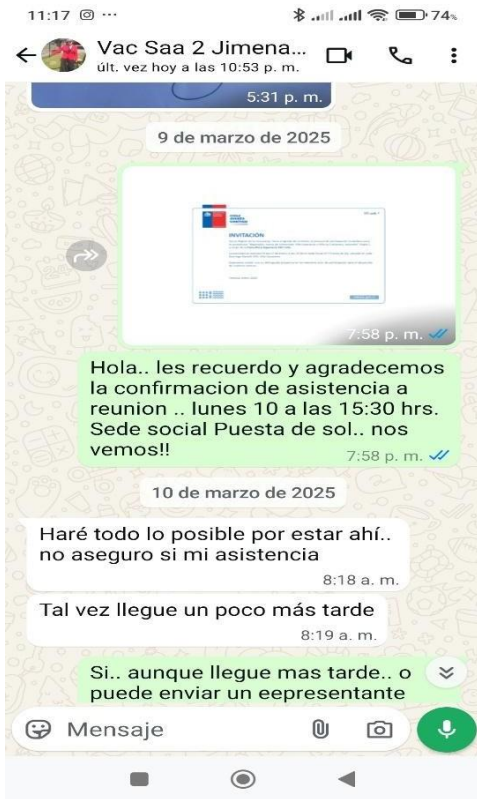 11:17
74%
Vac Saa 2 Jimena...
últ. vez hoy a las 10:53 p. m.
5:31 p. m.
9 de marzo de 2025
INVITACIÓN
7:58 p. m.
Hola.. les recuerdo y agradecemos
la confirmacion de asistencia a
reunion .. lunes 10 a las 15:30 hrs.
Sede social Puesta de sol.. nos
vemos!!
7:58 p. m.
10 de marzo de 2025
Haré todo lo posible por estar ahí..
no aseguro si mi asistencia
8:18 a. m.
Tal vez llegue un poco más tarde
8:19 a. m.
Si.. aunque llegue mas tarde.. o
puede enviar un eepresentante
Mensaje